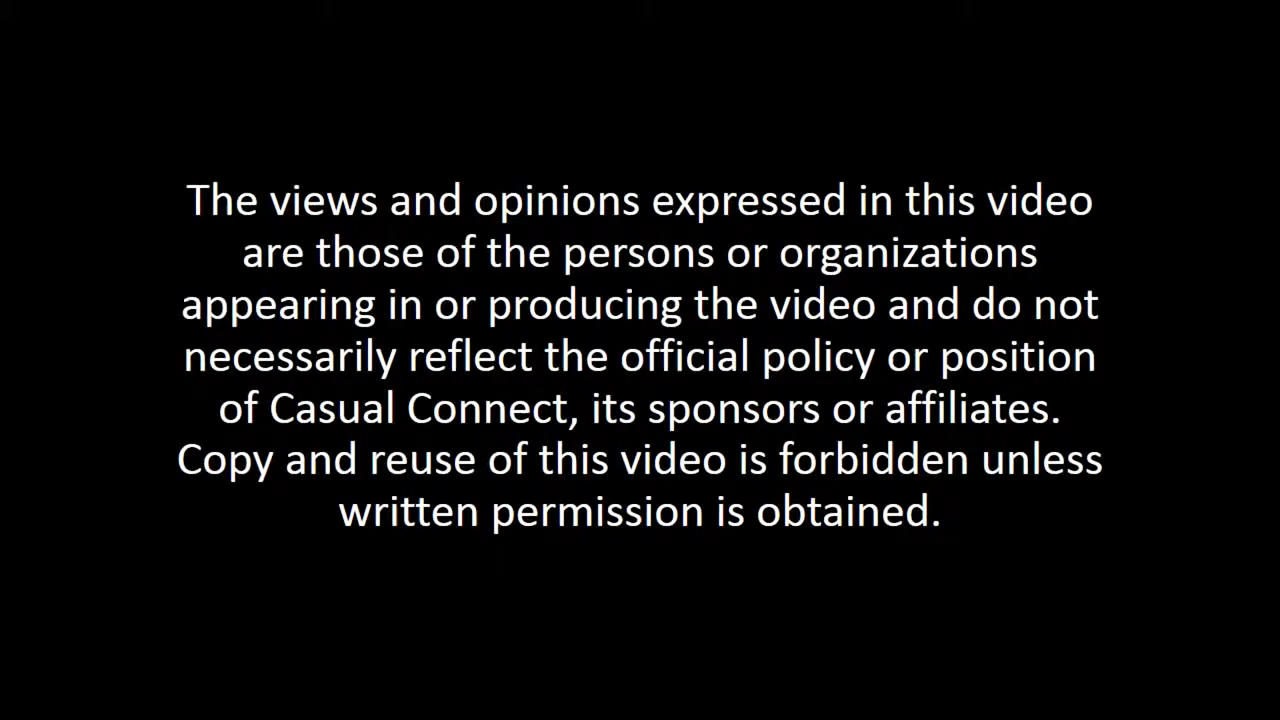 The views and opinions expressed in this video
are those of the persons or organizations
appearing in or producing the video and do not
necessarily reflect the official policy or position
of Casual Connect, its sponsors or affiliates.
Copy and reuse of this video is forbidden unless
written permission is obtained.